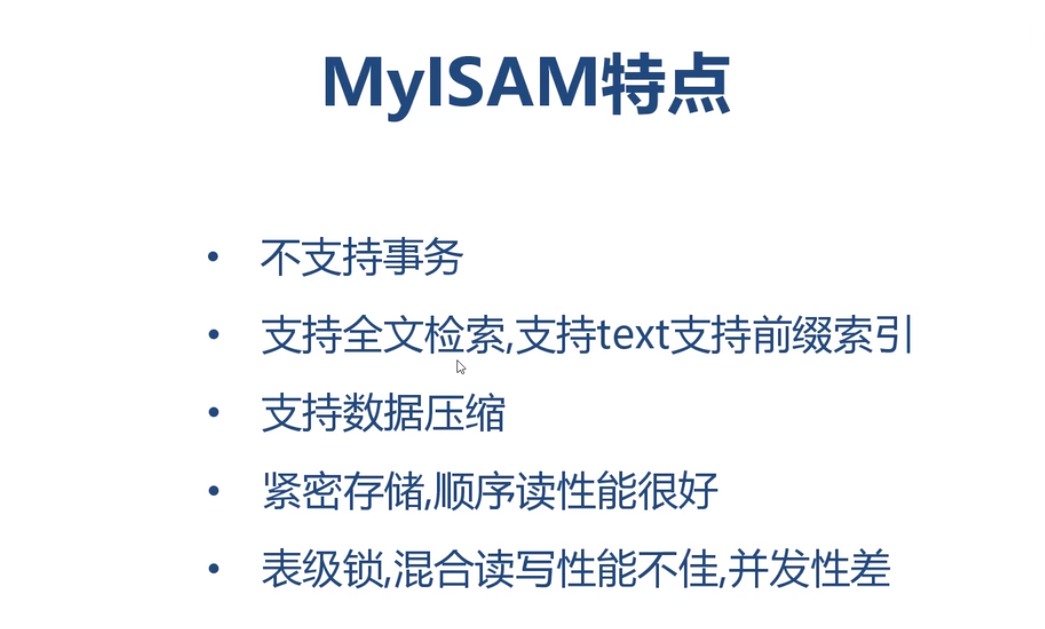 MyISAM特点
• 不支持事务
• 支持全文检索,支持text支持前缀索引
• 支持数据压缩
• 紧密存储,顺序读性能很好
• 表级锁,混合读写性能不佳,并发性差